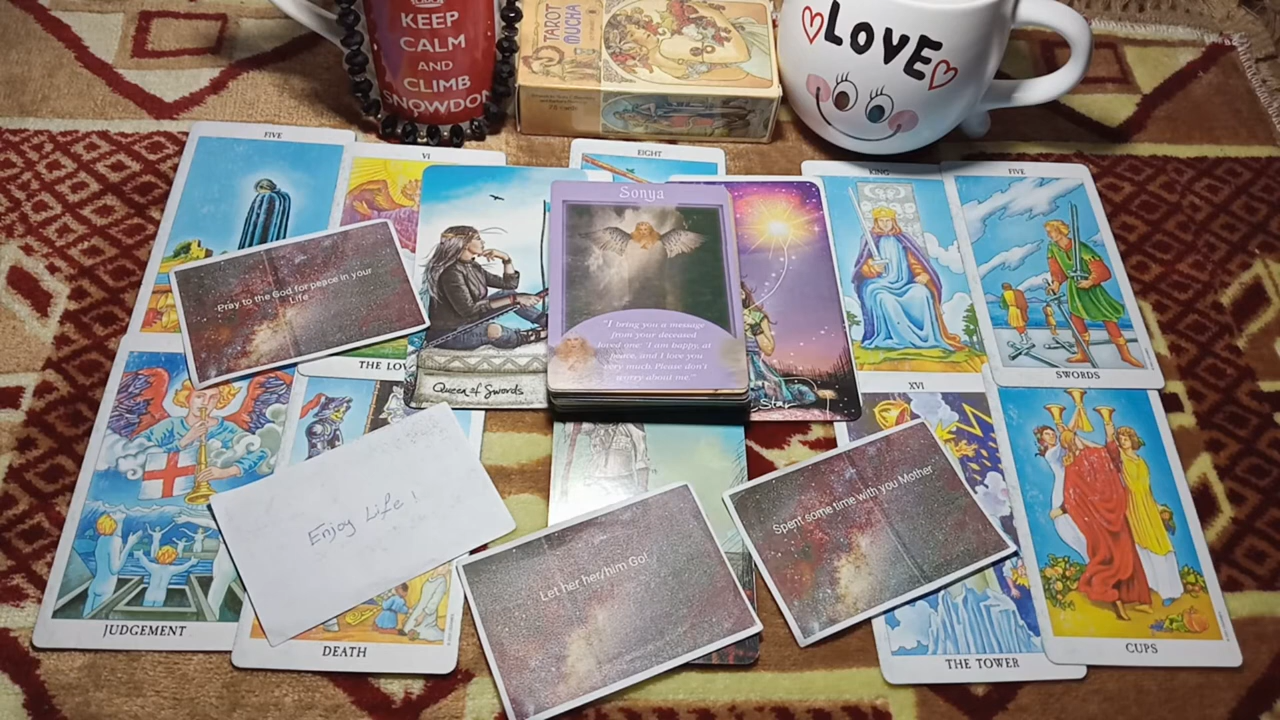 KEEP
CALM
AND
CLIMB
SNOWDON
TAROT
MUCHA
LOVE
FIVE
VI
EIGHT
KING
FIVE
Sonya
"I bring you a message
from your deceased
loved one: 'I am happy, at
peace, and I love you
very much. Please don't
worry about me.'"
Pray to the God for peace in your
Life
THE LOV
Queen of Swords
Star
SWORDS
XVI
Enjoy Life!
Let her her/him Go!
Spent some time with you Mother
JUDGEMENT
DEATH
THE TOWER
CUPS